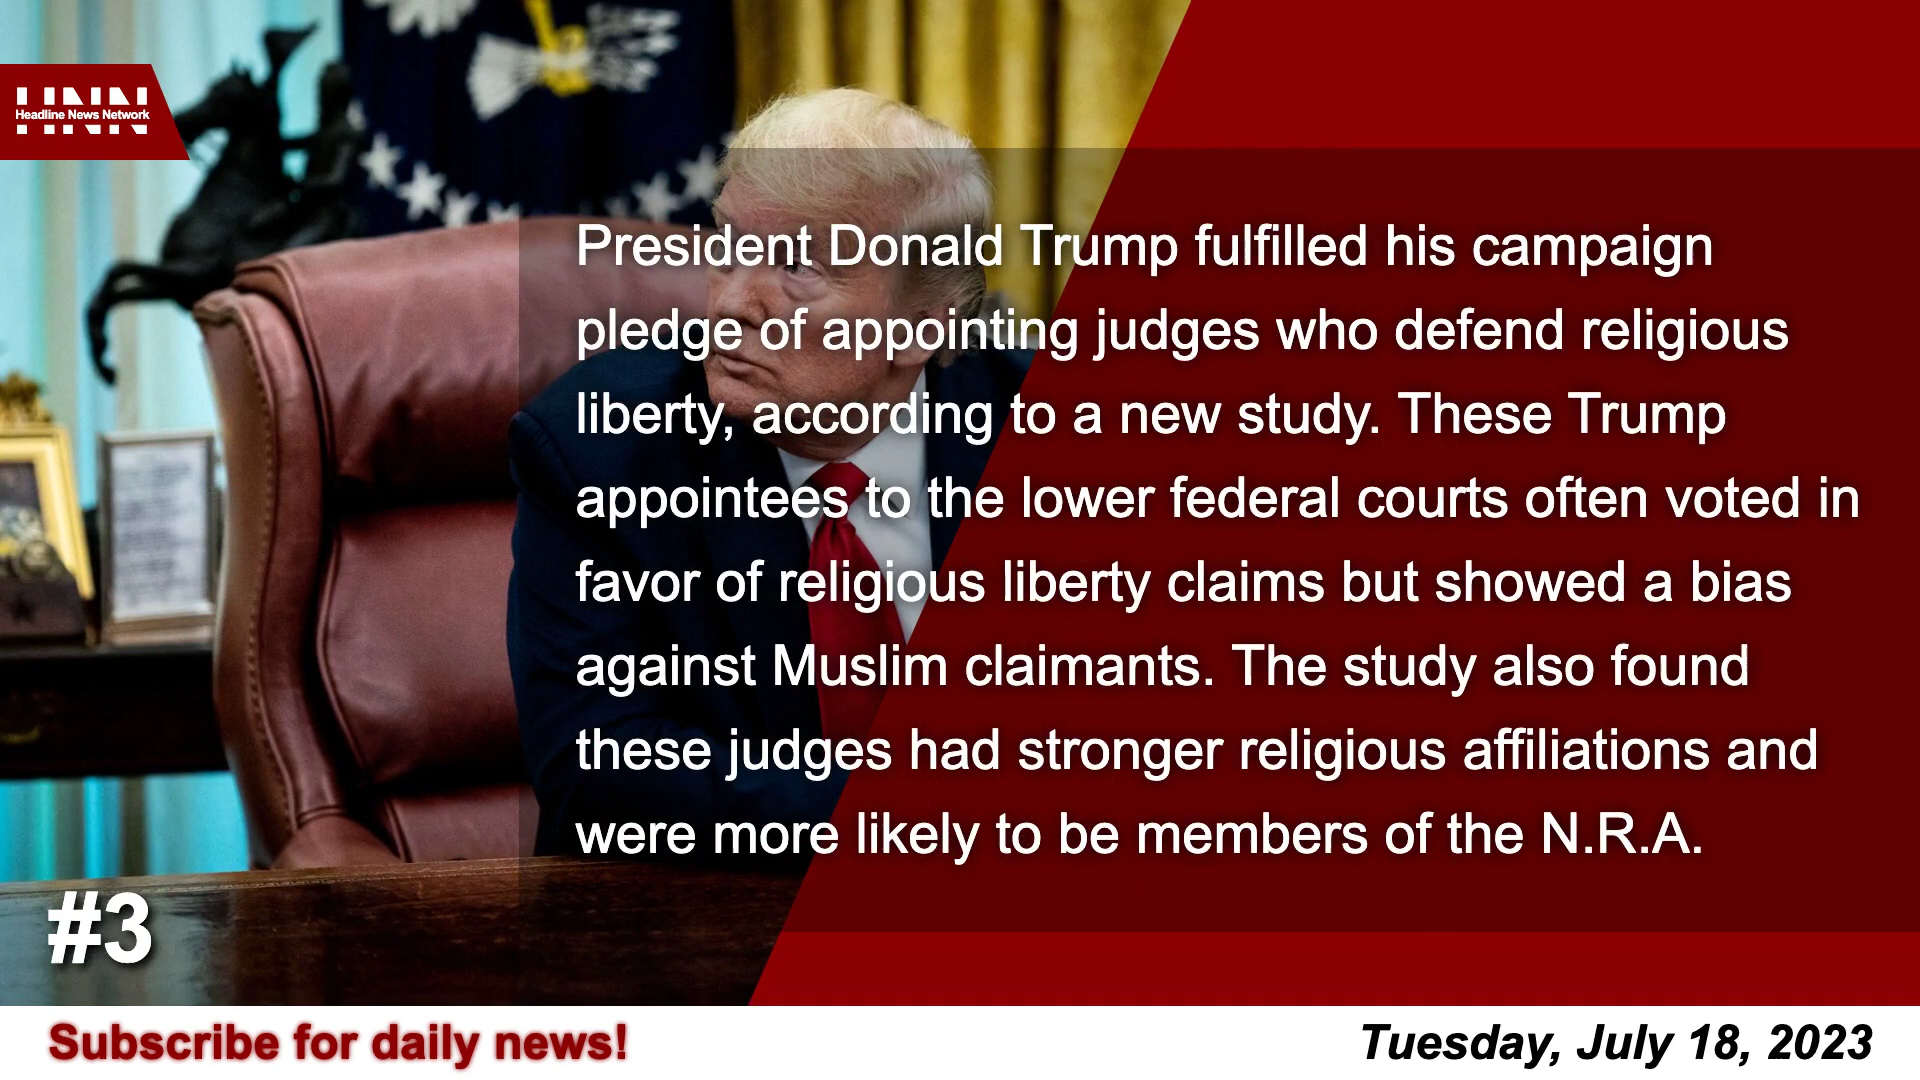 HNN
Headline News Network
President Donald Trump fulfilled his campaign
pledge of appointing judges who defend religious
liberty, according to a new study. These Trump
appointees to the lower federal courts often voted in
favor of religious liberty claims but showed a bias
against Muslim claimants. The study also found
these judges had stronger religious affiliations and
were more likely to be members of the N.R.A.
#3
Subscribe for daily news!
Tuesday, July 18, 2023